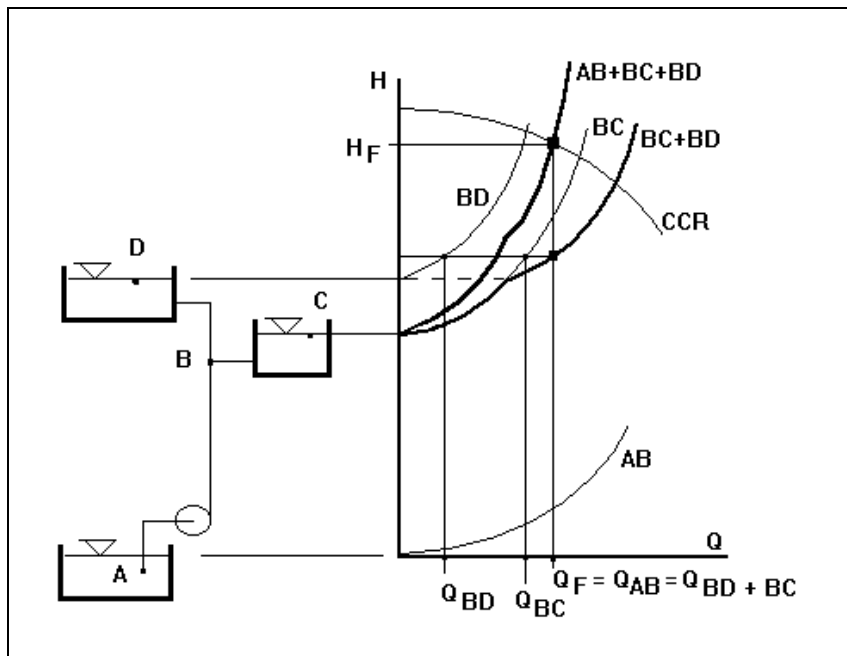 H
AB+BC+BD
BC
BC+BD
H F
BD
CCR
D
C
B
AB
Q
A
Q BD
Q BC
Q F = Q AB = Q BD + BC